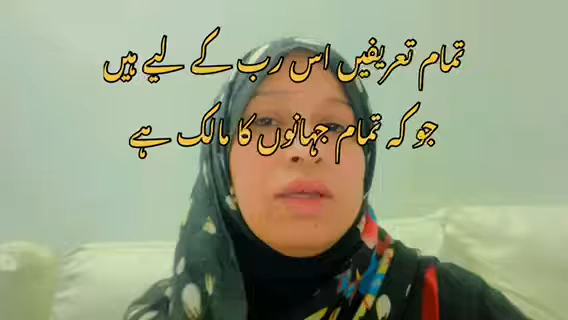 تمام تعریفیں اس رب کے لیے ہیں
جو کہ تمام جہانوں کا مالک ہے